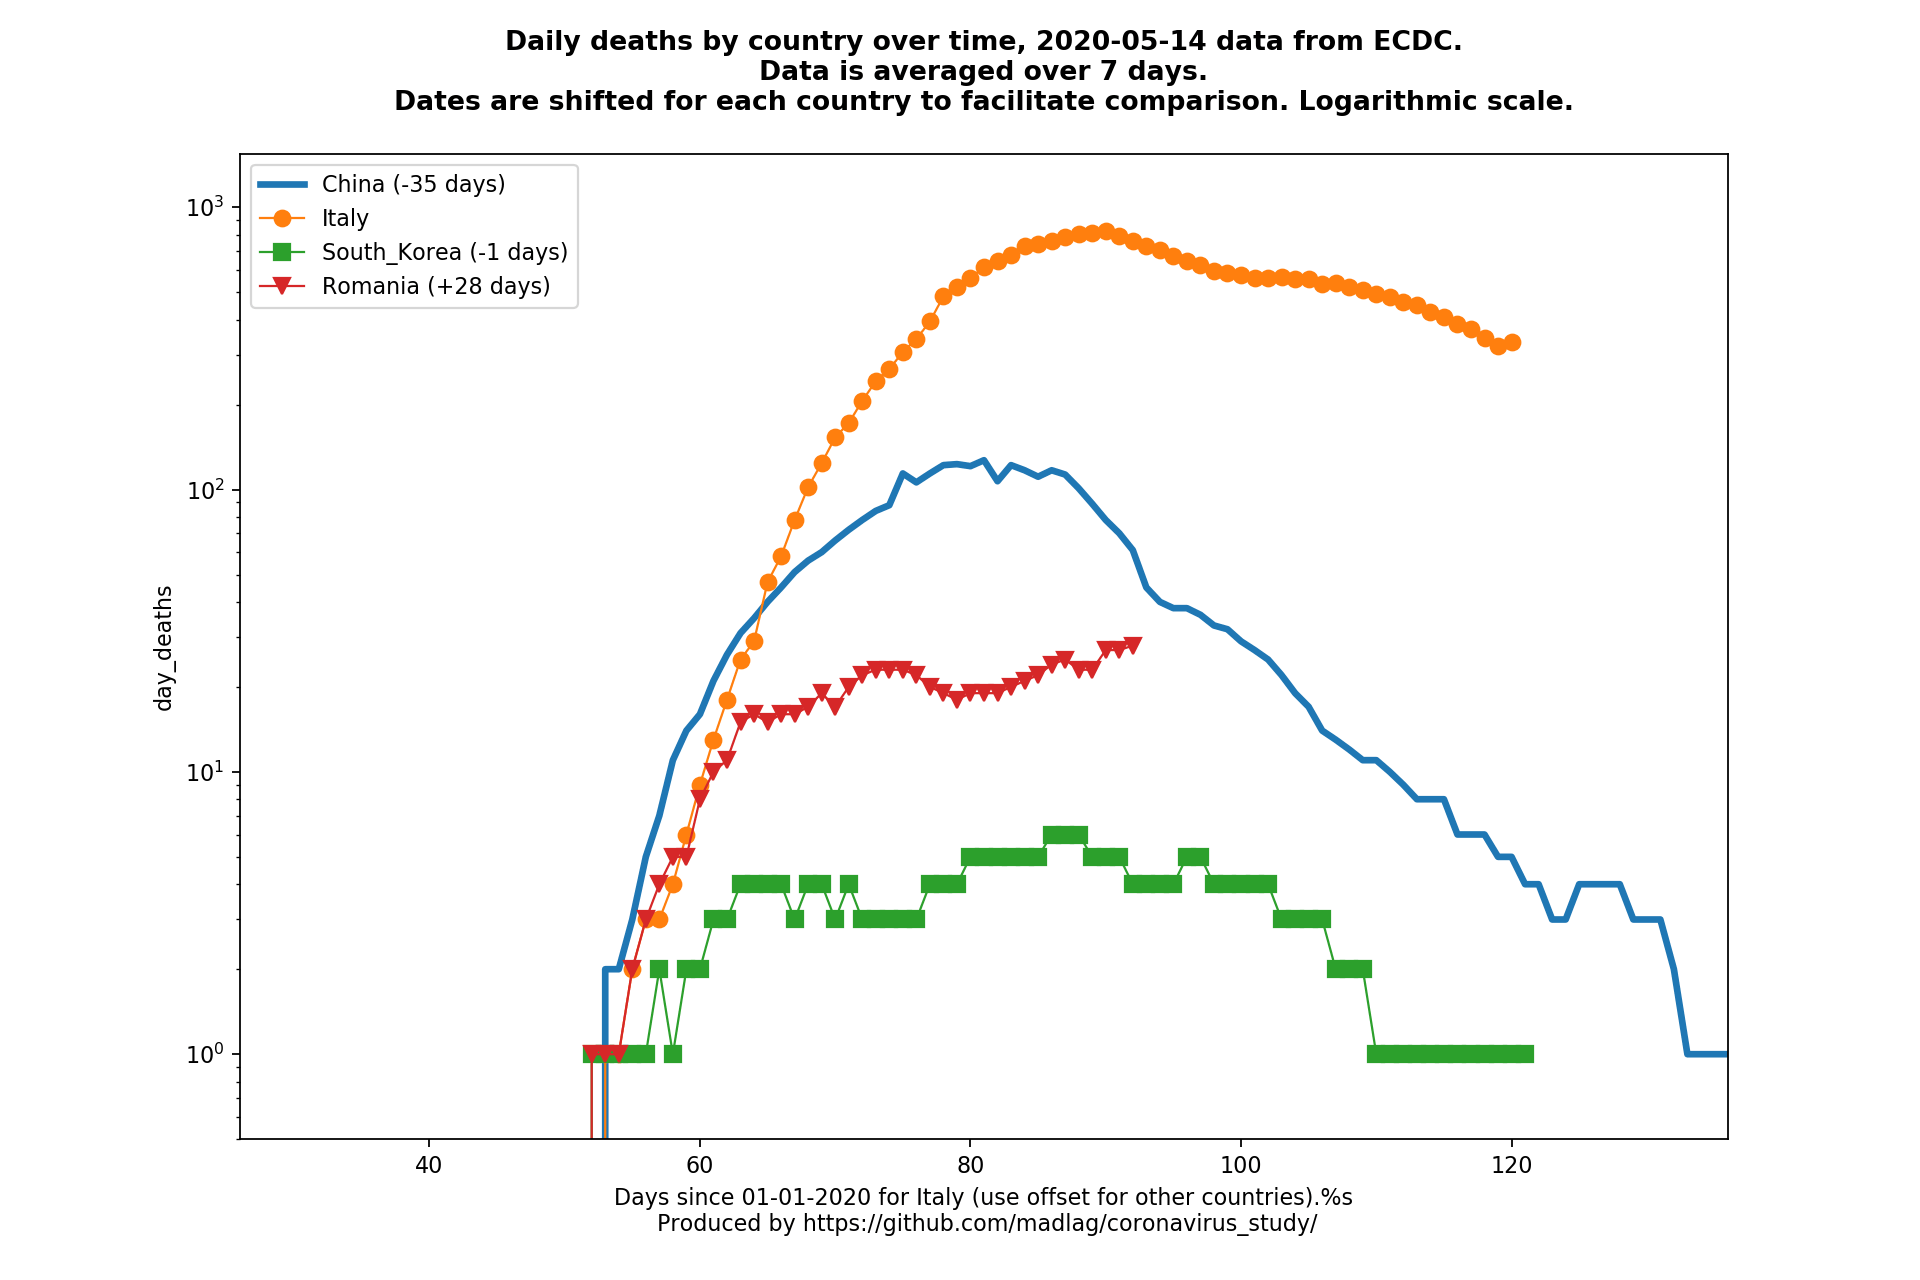 Daily deaths by country over time, 2020-05-14 data from ECDC.
Data is averaged over 7 days.
Dates are shifted for each country to facilitate comparison. Logarithmic scale.
China (-35 days)
Italy
South_Korea (-1 days)
Romania (+28 days)
10³
10²
10¹
10⁰
day_deaths
40 60 80 100 120
Days since 01-01-2020 for Italy (use offset for other countries).%s
Produced by https://github.com/madlag/coronavirus_study/